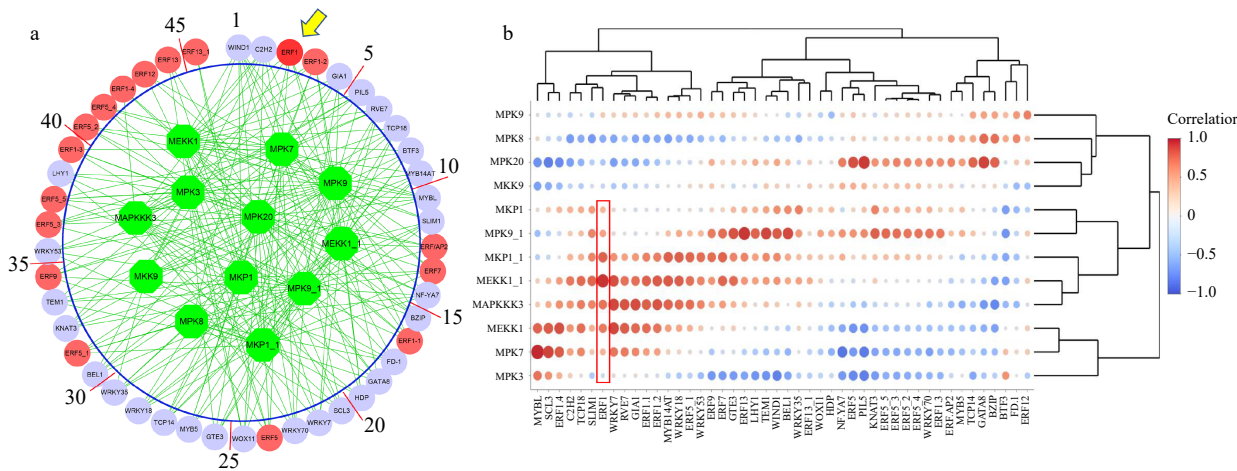 a
1
5
10
15
20
25
30
35
40
45
WIND1
C2H2
ERF1
ERF1-2
GIA1
PIL5
RVE7
TCP18
BTF3
MYB14AT
MYBL
SLIM1
ERF/AP2
ERF7
NF-YA7
BZIP
ERF1-1
FD-1
GATA8
HDP
SCL3
WRKY7
WRKY70
ERF5
WOX11
GTE3
MYB5
TCP14
WRKY18
WRKY35
BEL1
ERF5_1
KNAT3
TEM1
ERF9
WRKY53
ERF5_3
ERF5_5
LHY1
ERF1-3
ERF5_2
ERF5_4
ERF1-4
ERF12
ERF13
ERF13_1
MEKK1
MPK7
MPK3
MPK9
MAPKKK3
MPK20
MEKK1_1
MKK9
MKP1
MPK9_1
MPK8
MKP1_1
b
MPK9
MPK8
MPK20
MKK9
MKP1
MPK9_1
MKP1_1
MEKK1_1
MAPKKK3
MEKK1
MPK7
MPK3
MYBL
SCL3
ERF1.4
C2H2
TCP18
SLIM1
ERF1
WRKY7
RVE7
GIA1
ERF1.1
ERF1.2
MYB14AT
WRKY18
ERF5_1
WRKY53
ERF9
ERF7
GTE3
ERF13
LHY1
TEM1
WIND1
BEL1
WRKY35
ERF13_1
WOX11
HDP
NF-YA7
ERF5
PIL5
KNAT3
ERF5_5
ERF5_3
ERF5_2
ERF5_4
WRKY70
ERF1.3
ERF.AP2
MYB5
TCP14
GATA8
BZIP
BTF3
FD.1
ERF12
Correlation
1.0
0.5
0
−0.5
−1.0